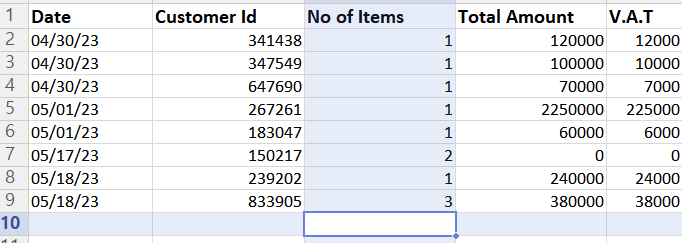 1 Date Customer Id No of Items Total Amount V.A.T
2 04/30/23 341438 1 120000 12000
3 04/30/23 347549 1 100000 10000
4 04/30/23 647690 1 70000 7000
5 05/01/23 267261 1 2250000 225000
6 05/01/23 183047 1 60000 6000
7 05/17/23 150217 2 0 0
8 05/18/23 239202 1 240000 24000
9 05/18/23 833905 3 380000 38000
10